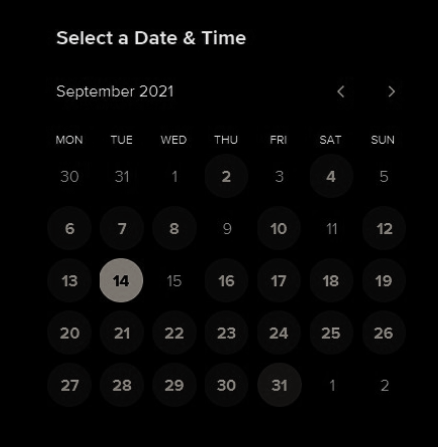 Select a Date & Time
September 2021
MON TUE WED THU FRI SAT SUN
30 31 1 2 3 4 5
6 7 8 9 10 11 12
13 14 15 16 17 18 19
20 21 22 23 24 25 26
27 28 29 30 31 1 2